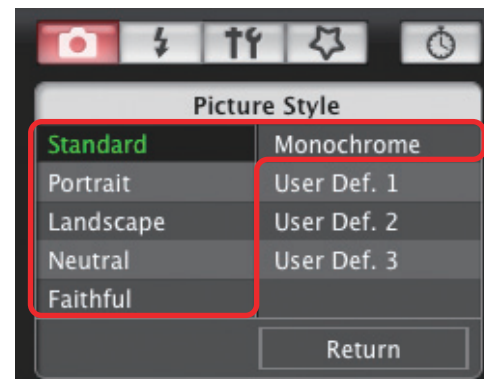 Picture Style
Standard Monochrome
Portrait User Def. 1
Landscape User Def. 2
Neutral User Def. 3
Faithful
Return